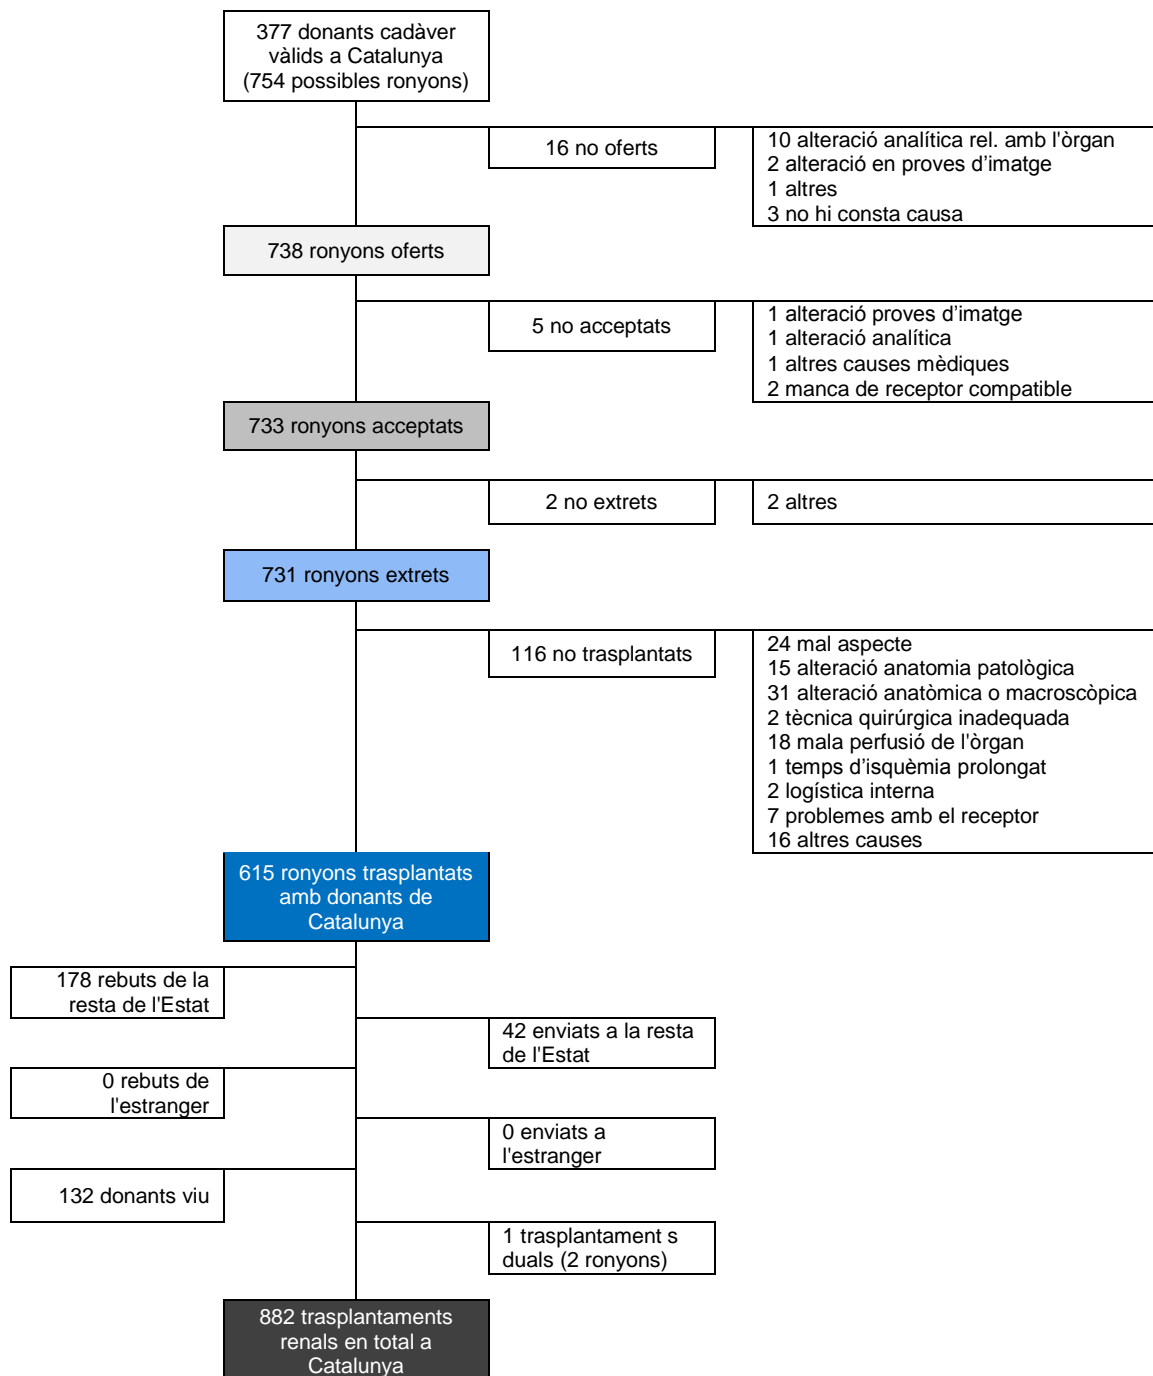 377 donants cadàver
vàlids a Catalunya
(754 possibles ronyons)
16 no oferts
10 alteració analítica rel. amb l'òrgan
2 alteració en proves d’imatge
1 altres
3 no hi consta causa
738 ronyons oferts
5 no acceptats
1 alteració proves d’imatge
1 alteració analítica
1 altres causes mèdiques
2 manca de receptor compatible
733 ronyons acceptats
2 no extrets
2 altres
731 ronyons extrets
116 no trasplantats
24 mal aspecte
15 alteració anatomia patològica
31 alteració anatòmica o macroscòpica
2 tècnica quirúrgica inadequada
18 mala perfusió de l'òrgan
1 temps d’isquèmia prolongat
2 logística interna
7 problemes amb el receptor
16 altres causes
615 ronyons trasplantats
amb donants de
Catalunya
178 rebuts de la
resta de l'Estat
42 enviats a la resta
de l'Estat
0 rebuts de
l'estranger
0 enviats a
l'estranger
132 donants viu
1 trasplantament s
duals (2 ronyons)
882 trasplantaments
renals en total a
Catalunya